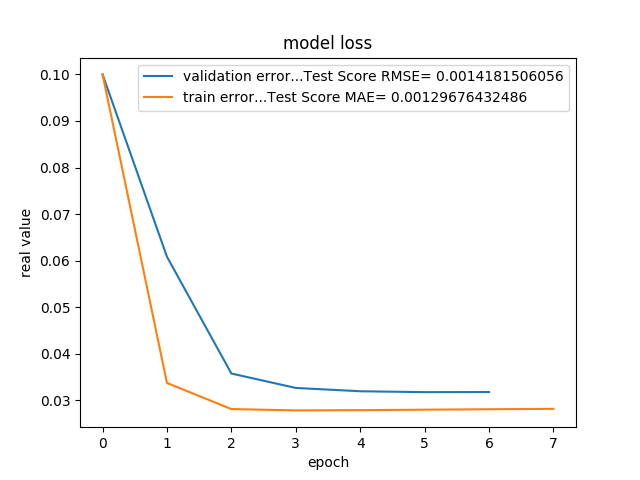 model loss
validation error...Test Score RMSE= 0.0014181506056
train error...Test Score MAE= 0.00129676432486
0.10
0.09
0.08
0.07
0.06
0.05
0.04
0.03
real value
0 1 2 3 4 5 6 7
epoch